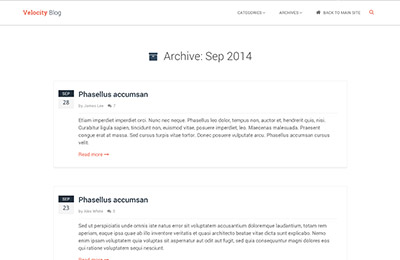 Velocity Blog
CATEGORIES ARCHIVES BACK TO MAIN SITE
Archive: Sep 2014
SEP
28
Phasellus accumsan
by James Lee 7
Etiam imperdiet imperdiet orci. Nunc nec neque. Phasellus leo dolor, tempus non, auctor et, hendrerit quis, nisi.
Curabitur ligula sapien, tincidunt non, euismod vitae, posuere imperdiet, leo. Maecenas malesuada. Praesent
congue erat at massa. Sed cursus turpis vitae tortor. Donec posuere vulputate arcu. Phasellus accumsan cursus
velit.
Read more
SEP
23
Phasellus accumsan
by Alex White
Sed ut perspiciatis unde omnis iste natus error sit voluptatem accusantium doloremque laudantium, totam rem
aperiam, eaque ipsa quae ab illo inventore veritatis et quasi architecto beatae vitae dicta sunt explicabo. Nemo
enim ipsam voluptatem quia voluptas sit aspernatur aut odit aut fugit, sed quia consequuntur magni dolores eos
qui ratione voluptatem sequi nesciunt.